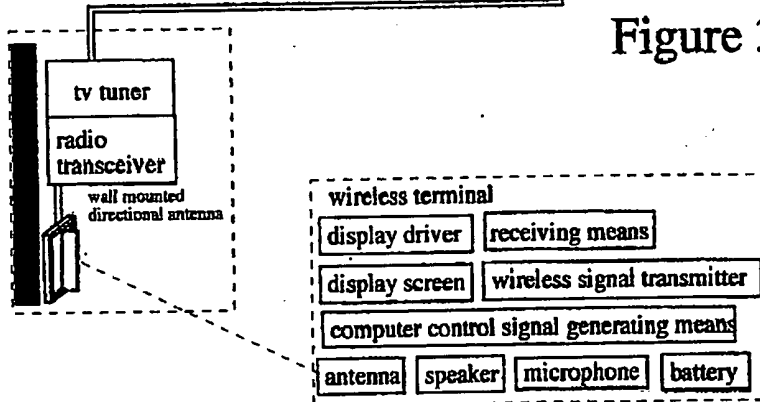 Figure
tv tuner
radio
transceiver
wall mounted
directional antenna
wireless terminal
display driver receiving means
display screen wireless signal transmitter
computer control signal generating means
antenna speaker microphone battery